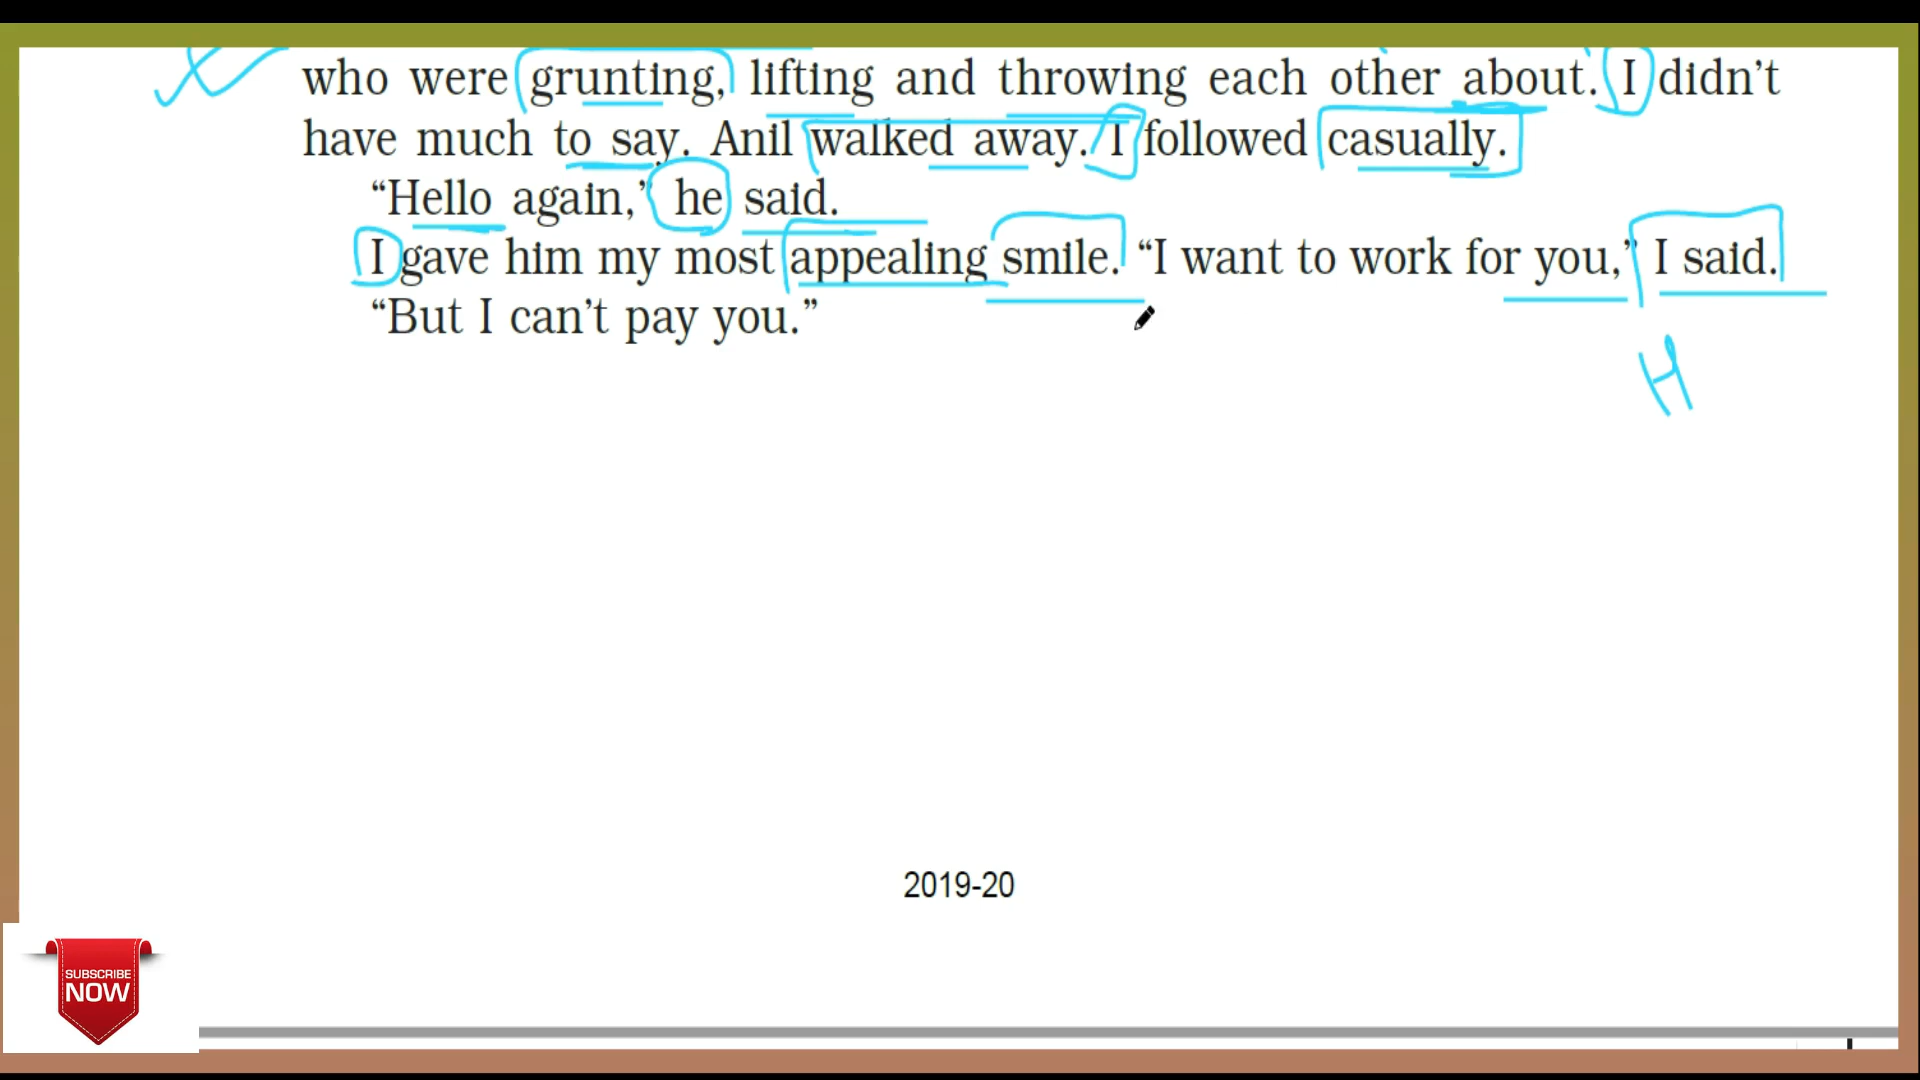 who were grunting, lifting and throwing each other about. I didn’t
have much to say. Anil walked away. I followed casually.
“Hello again,” he said.
I gave him my most appealing smile. “I want to work for you,” I said.
“But I can’t pay you.”
H
2019-20
SUBSCRIBE
NOW